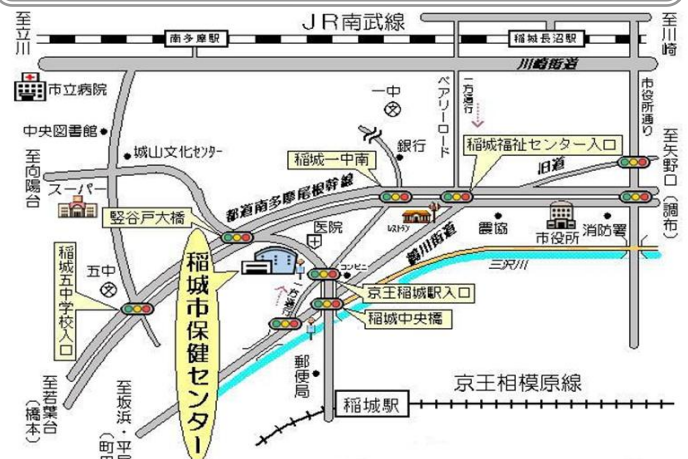 JR南武線
至立川
南多摩駅
稲城長沼駅
至川崎
川崎街道
市立病院
一中
ペアリーロード
一方通行
市役所通り
中央図書館
城山文化センター
銀行
稲城福祉センター入口
至矢野口(調布)
至向陽台
稲城一中南
旧道
スーパー
都道南多摩尾根幹線
竪谷戸大橋
医院
レストラン
鶴川街道
農協
市役所
消防署
稲城五中学校入口
五中
稲城市保健センター
コンビニ
三沢川
一方通行
京王稲城駅入口
稲城中央橋
郵便局
京王相模原線
稲城駅
至若葉台(橋本)
至坂浜・平